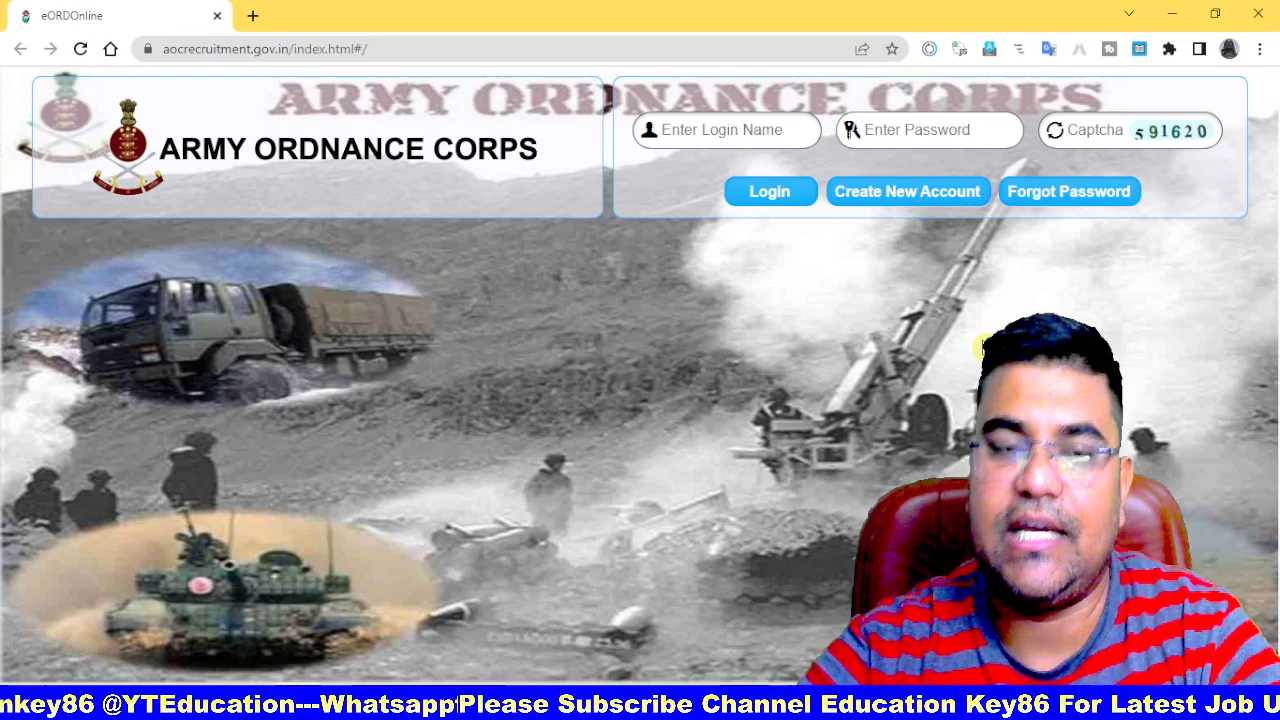 eORDOnline
aocrecruitment.gov.in/index.html#/
ARMY ORDNANCE CORPS
ARMY ORDNANCE CORPS
Enter Login Name
Enter Password
Captcha 591620
Login
Create New Account
Forgot Password
nkey86 @YTEducation---Whatsapp Please Subscribe Channel Education Key86 For Latest Job U